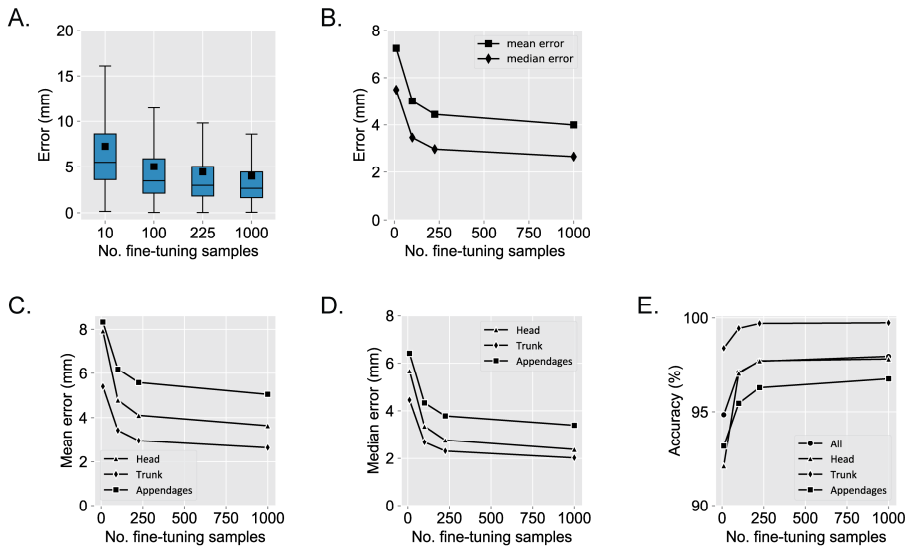 A.
20
15
10
5
0
Error (mm)
10 100 225 1000
No. fine-tuning samples
B.
8
6
4
2
0
Error (mm)
mean error
median error
0 250 500 750 1000
No. fine-tuning samples
C.
8
6
4
2
0
Mean error (mm)
Head
Trunk
Appendages
0 250 500 750 1000
No. fine-tuning samples
D.
8
6
4
2
0
Median error (mm)
Head
Trunk
Appendages
0 250 500 750 1000
No. fine-tuning samples
E.
100
95
90
Accuracy (%)
All
Head
Trunk
Appendages
0 250 500 750 1000
No. fine-tuning samples